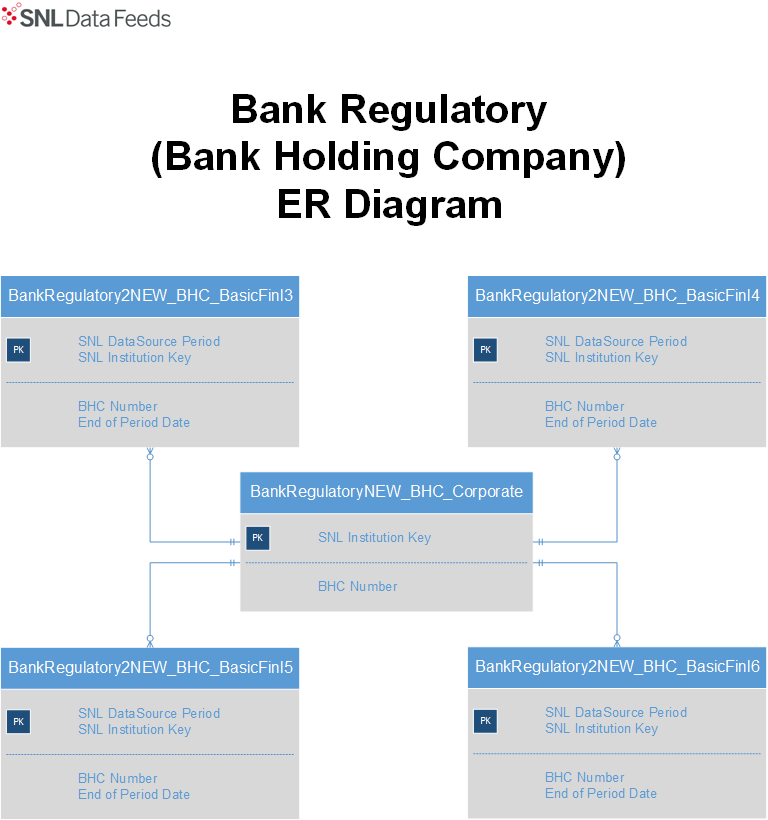 SNL Data Feeds
Bank Regulatory
(Bank Holding Company)
ER Diagram
BankRegulatory2NEW_BHC_BasicFinl3
PK
SNL DataSource Period
SNL Institution Key
BHC Number
End of Period Date
BankRegulatory2NEW_BHC_BasicFinl4
PK
SNL DataSource Period
SNL Institution Key
BHC Number
End of Period Date
BankRegulatoryNEW_BHC_Corporate
PK
SNL Institution Key
BHC Number
BankRegulatory2NEW_BHC_BasicFinl5
PK
SNL DataSource Period
SNL Institution Key
BHC Number
End of Period Date
BankRegulatory2NEW_BHC_BasicFinl6
PK
SNL DataSource Period
SNL Institution Key
BHC Number
End of Period Date